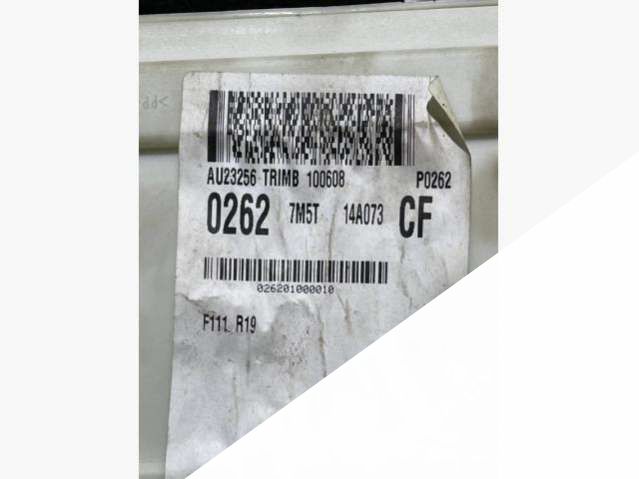 AU23256 TRIMB 100608 P0262
0262 7M5T 14A073 CF
026201000010
F111 R19